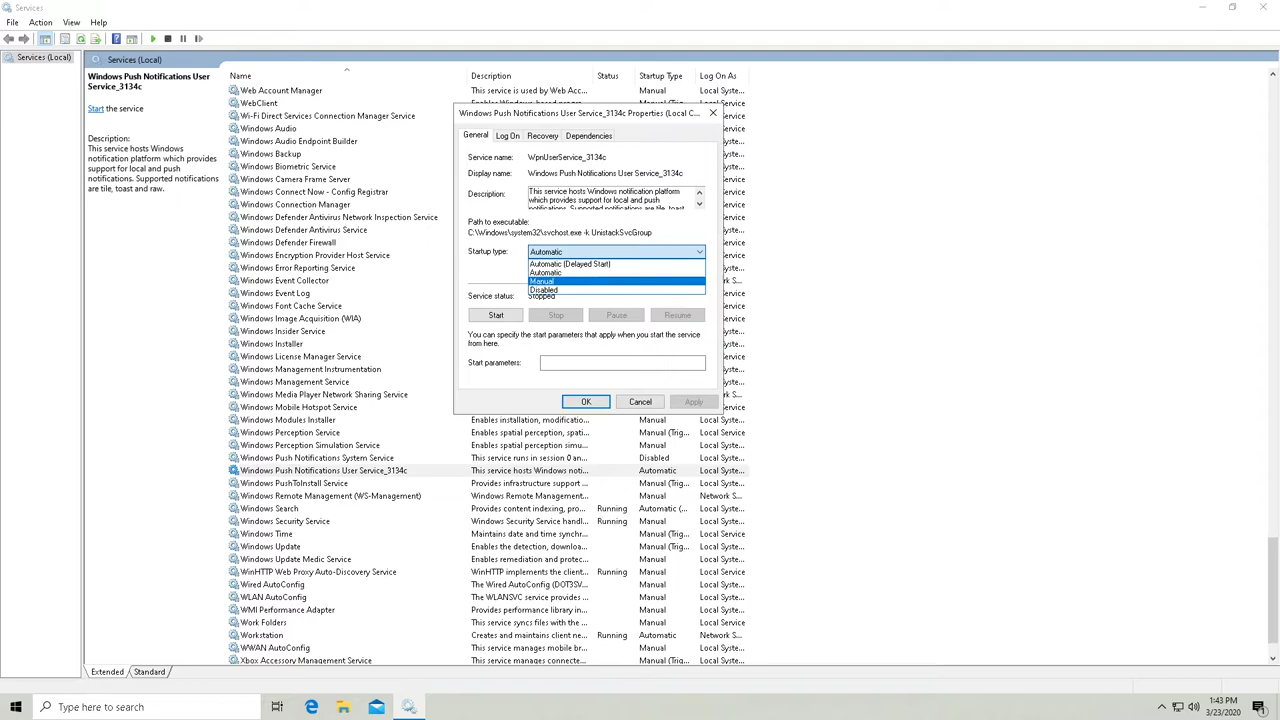 Services
File Action View Help
Services (Local)
Services (Local)
Windows Push Notifications User
Service_3134c
Start the service
Description:
This service hosts Windows
notification platform which provides
support for local and push
notifications. Supported notifications
are tile, toast and raw.
Name Description Status Startup Type Log On As
Web Account Manager This service is used by Web Acc... Manual Local Syste...
WebClient Manual (Trig... Local Service
Wi-Fi Direct Services Connection Manager Service
Windows Audio
Windows Audio Endpoint Builder
Windows Backup
Windows Biometric Service
Windows Camera Frame Server
Windows Connect Now - Config Registrar
Windows Connection Manager
Windows Defender Antivirus Network Inspection Service
Windows Defender Antivirus Service
Windows Defender Firewall
Windows Encryption Provider Host Service
Windows Error Reporting Service
Windows Event Collector
Windows Event Log
Windows Font Cache Service
Windows Image Acquisition (WIA)
Windows Insider Service
Windows Installer
Windows License Manager Service
Windows Management Instrumentation
Windows Management Service
Windows Media Player Network Sharing Service
Windows Mobile Hotspot Service
Windows Modules Installer Enables installation, modificatio... Manual Local Syste...
Windows Perception Service Enables spatial perception, spati... Manual (Trig... Local Service
Windows Perception Simulation Service Enables spatial perception simu... Manual Local Syste...
Windows Push Notifications System Service This service runs in session 0 an... Disabled Local Syste...
Windows Push Notifications User Service_3134c This service hosts Windows noti... Automatic Local Syste...
Windows PushToInstall Service Provides infrastructure support ... Manual (Trig... Local Syste...
Windows Remote Management (WS-Management) Windows Remote Management... Manual Network S...
Windows Search Provides content indexing, pro... Running Automatic (... Local Syste...
Windows Security Service Windows Security Service handl... Running Manual Local Syste...
Windows Time Maintains date and time synchr... Manual (Trig... Local Service
Windows Update Enables the detection, downloa... Manual (Trig... Local Syste...
Windows Update Medic Service Enables remediation and protec... Manual Local Syste...
WinHTTP Web Proxy Auto-Discovery Service WinHTTP implements the client... Running Manual Local Service
Wired AutoConfig The Wired AutoConfig (DOT3SV... Manual Local Syste...
WLAN AutoConfig The WLANSVC service provides ... Manual Local Syste...
WMI Performance Adapter Provides performance library in... Manual Local Syste...
Work Folders This service syncs files with the ... Manual Local Service
Workstation Creates and maintains client ne... Running Automatic Network S...
WWAN AutoConfig This service manages mobile br... Manual Local Syste...
Xbox Accessory Management Service This service manages connecte... Manual (Trig... Local Syste...
Windows Push Notifications User Service_3134c Properties (Local C...
General Log On Recovery Dependencies
Service name: WpnUserService_3134c
Display name: Windows Push Notifications User Service_3134c
Description: This service hosts Windows notification platform
which provides support for local and push
notifications. Supported notifications are tile, toast
Path to executable:
C:\Windows\system32\svchost.exe -k UnistackSvcGroup
Startup type: Automatic
Automatic (Delayed Start)
Automatic
Manual
Disabled
Service status: Stopped
Start Stop Pause Resume
You can specify the start parameters that apply when you start the service
from here.
Start parameters:
OK Cancel Apply
Extended Standard
Type here to search
1:43 PM
3/23/2020
1